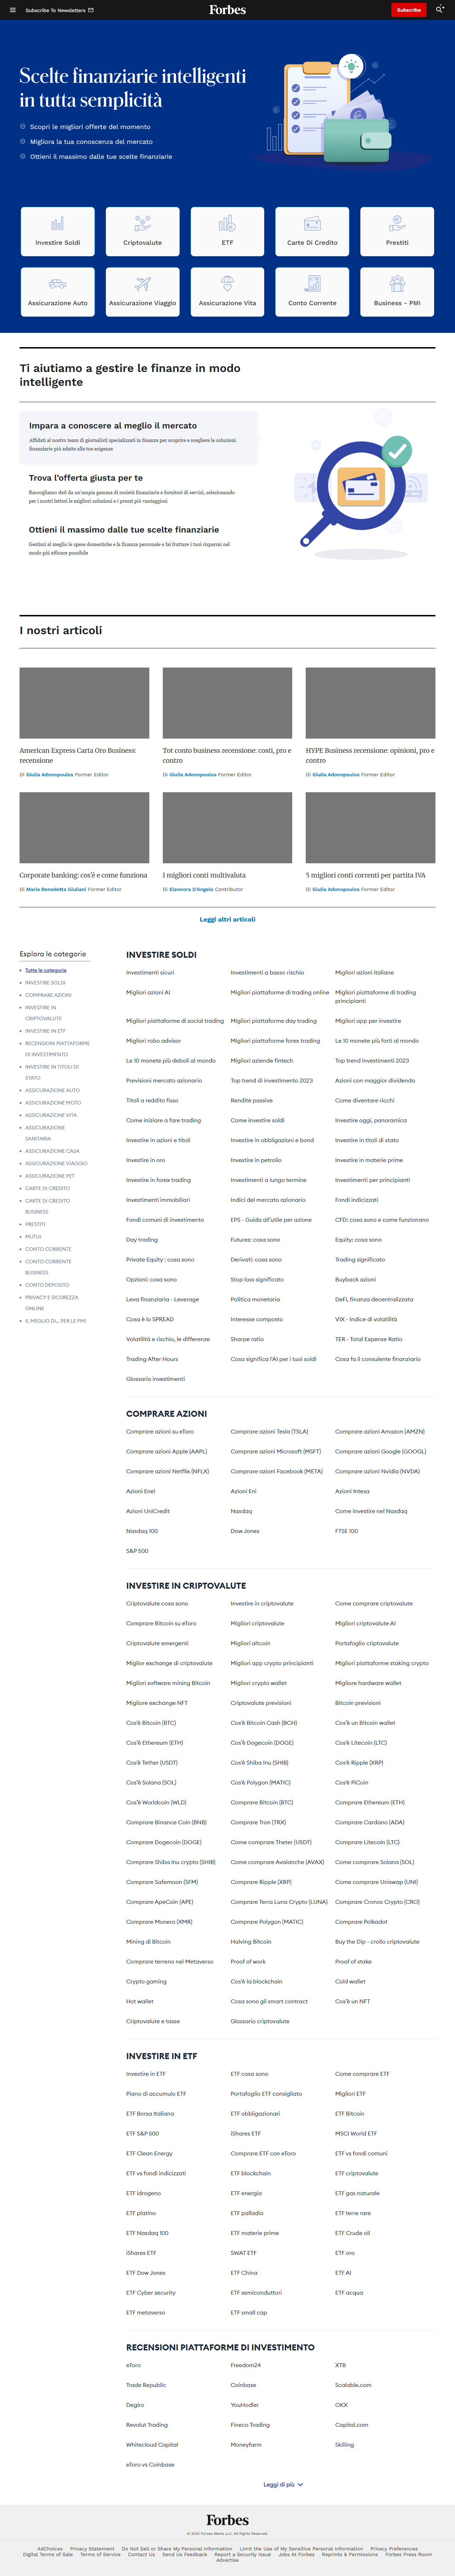 Subscribe To Newsletters
Forbes
Subscribe
Scelte finanziarie intelligenti
in tutta semplicità
Scopri le migliori offerte del momento
Migliora la tua conoscenza del mercato
Ottieni il massimo dalle tue scelte finanziarie
Investire Soldi
Criptovalute
ETF
Carte Di Credito
Prestiti
Assicurazione Auto
Assicurazione Viaggio
Assicurazione Vita
Conto Corrente
Business - PMI
Ti aiutiamo a gestire le finanze in modo
intelligente
Impara a conoscere al meglio il mercato
Affidati al nostro team di giornalisti specializzati in finanza per scoprire e scegliere le soluzioni
finanziarie più adatte alle tue esigenze
Trova l'offerta giusta per te
Raccogliamo dati da un'ampia gamma di società finanziarie e fornitori di servizi, selezionando
per i nostri lettori le migliori soluzioni e i prezzi più vantaggiosi
Ottieni il massimo dalle tue scelte finanziarie
Gestisci al meglio le spese domestiche e la finanza personale e fai fruttare i tuoi risparmi nel
modo più efficace possibile
I nostri articoli
American Express Carta Oro Business:
recensione
Di Giulia Adonopoulos Former Editor
Tot conto business recensione: costi, pro e
contro
Di Giulia Adonopoulos Former Editor
HYPE Business recensione: opinioni, pro e
contro
Di Giulia Adonopoulos Former Editor
Corporate banking: cos'è e come funziona
Di Maria Benedetta Giuliani Former Editor
I migliori conti multivaluta
Di Eleonora D'Angelo Contributor
5 migliori conti correnti per partita IVA
Di Giulia Adonopoulos Former Editor
Leggi altri articoli
Esplora le categorie
Tutte le categorie
INVESTIRE SOLDI
COMPRARE AZIONI
INVESTIRE IN
CRIPTOVALUTE
INVESTIRE IN ETF
RECENSIONI PIATTAFORME
DI INVESTIMENTO
INVESTIRE IN TITOLI DI
STATO
ASSICURAZIONE AUTO
ASSICURAZIONE MOTO
ASSICURAZIONE VITA
ASSICURAZIONE
SANITARIA
ASSICURAZIONE CASA
ASSICURAZIONE VIAGGIO
ASSICURAZIONE PET
CARTE DI CREDITO
CARTE DI CREDITO
BUSINESS
PRESTITI
MUTUI
CONTO CORRENTE
CONTO CORRENTE
BUSINESS
CONTO DEPOSITO
PRIVACY E SICUREZZA
ONLINE
IL MEGLIO DI... PER LE PMI
INVESTIRE SOLDI
Investimenti sicuri
Investimenti a basso rischio
Migliori azioni italiane
Migliori azioni AI
Migliori piattaforme di trading online
Migliori piattaforme di trading
principianti
Migliori piattaforme di social trading
Migliori piattaforme day trading
Migliori app per investire
Migliori robo advisor
Migliori piattaforme forex trading
Le 10 monete più forti al mondo
Le 10 monete più deboli al mondo
Migliori aziende fintech
Top trend investimenti 2023
Previsioni mercato azionario
Top trend di investimento 2023
Azioni con maggior dividendo
Titoli a reddito fisso
Rendite passive
Come diventare ricchi
Come iniziare a fare trading
Come investire soldi
Investire oggi, panoramica
Investire in azioni e titoli
Investire in obbligazioni e bond
Investire in titoli di stato
Investire in oro
Investire in petrolio
Investire in materie prime
Investire in forex trading
Investimenti a lungo termine
Investimenti per principianti
Investimenti immobiliari
Indici del mercato azionario
Fondi indicizzati
Fondi comuni di investimento
EPS - Guida all'utile per azione
CFD: cosa sono e come funzionano
Day trading
Futures: cosa sono
Equity: cosa sono
Private Equity : cosa sono
Derivati: cosa sono
Trading significato
Opzioni: cosa sono
Stop loss significato
Buyback azioni
Leva finanziaria - Leverage
Politica monetaria
DeFi, finanza decentralizzata
Cosa è lo SPREAD
Interesse composto
VIX - Indice di volatilità
Volatilità e rischio, le differenze
Sharpe ratio
TER - Total Expense Ratio
Trading After Hours
Cosa significa l'AI per i tuoi soldi
Cosa fa il consulente finanziario
Glossario investimenti
COMPRARE AZIONI
Comprare azioni su eToro
Comprare azioni Tesla (TSLA)
Comprare azioni Amazon (AMZN)
Comprare azioni Apple (AAPL)
Comprare azioni Microsoft (MSFT)
Comprare azioni Google (GOOGL)
Comprare azioni Netflix (NFLX)
Comprare azioni Facebook (META)
Comprare azioni Nvidia (NVDA)
Azioni Enel
Azioni Eni
Azioni Intesa
Azioni UniCredit
Nasdaq
Come investire nel Nasdaq
Nasdaq 100
Dow Jones
FTSE 100
S&P 500
INVESTIRE IN CRIPTOVALUTE
Criptovalute cosa sono
Investire in criptovalute
Come comprare criptovalute
Comprare Bitcoin su eToro
Migliori criptovalute
Migliori criptovalute AI
Criptovalute emergenti
Migliori altcoin
Portafoglio criptovalute
Miglior exchange di criptovalute
Migliori app crypto principianti
Migliori piattaforme staking crypto
Migliori software mining Bitcoin
Migliori crypto wallet
Migliore hardware wallet
Migliore exchange NFT
Criptovalute previsioni
Bitcoin previsioni
Cos'è Bitcoin (BTC)
Cos'è Bitcoin Cash (BCH)
Cos'è un Bitcoin wallet
Cos'è Ethereum (ETH)
Cos'è Dogecoin (DOGE)
Cos'è Litecoin (LTC)
Cos'è Tether (USDT)
Cos'è Shiba Inu (SHIB)
Cos'è Ripple (XRP)
Cos'è Solana (SOL)
Cos'è Polygon (MATIC)
Cos'è PiCoin
Cos'è Worldcoin (WLD)
Comprare Bitcoin (BTC)
Comprare Ethereum (ETH)
Comprare Binance Coin (BNB)
Comprare Tron (TRX)
Comprare Cardano (ADA)
Comprare Dogecoin (DOGE)
Come comprare Theter (USDT)
Comprare Litecoin (LTC)
Comprare Shiba Inu crypto (SHIB)
Come comprare Avalanche (AVAX)
Come comprare Solana (SOL)
Comprare Safemoon (SFM)
Comprare Ripple (XRP)
Come comprare Uniswap (UNI)
Comprare ApeCoin (APE)
Comprare Terra Luna Crypto (LUNA)
Comprare Cronos Crypto (CRO)
Comprare Monero (XMR)
Comprare Polygon (MATIC)
Comprare Polkadot
Mining di Bitcoin
Halving Bitcoin
Buy the Dip - crollo criptovalute
Comprare terreno nel Metaverso
Proof of work
Proof of stake
Crypto gaming
Cos'è la blockchain
Cold wallet
Hot wallet
Cosa sono gli smart contract
Cos'è un NFT
Criptovalute e tasse
Glossario criptovalute
INVESTIRE IN ETF
Investire in ETF
ETF cosa sono
Come comprare ETF
Piano di accumulo ETF
Portafoglio ETF consigliato
Migliori ETF
ETF Borsa Italiana
ETF obbligazionari
ETF Bitcoin
ETF S&P 500
iShares ETF
MSCI World ETF
ETF Clean Energy
Comprare ETF con eToro
ETF vs fondi comuni
ETF vs fondi indicizzati
ETF blockchain
ETF criptovalute
ETF idrogeno
ETF energia
ETF gas naturale
ETF platino
ETF palladio
ETF terre rare
ETF Nasdaq 100
ETF materie prime
ETF Crude oil
iShares ETF
SWAT ETF
ETF oro
ETF Dow Jones
ETF China
ETF AI
ETF Cyber security
ETF semiconduttori
ETF acqua
ETF metaverso
ETF small cap
RECENSIONI PIATTAFORME DI INVESTIMENTO
eToro
Freedom24
XTB
Trade Republic
Coinbase
Scalable.com
Degiro
YouHodler
OKX
Revolut Trading
Fineco Trading
Capital.com
Whitecloud Capital
Moneyfarm
Skilling
eToro vs Coinbase
Leggi di più
Forbes
© 2025 Forbes Media LLC. All Rights Reserved.
AdChoices
Privacy Statement
Do Not Sell or Share My Personal Information
Limit the Use of My Sensitive Personal Information
Privacy Preferences
Digital Terms of Sale
Terms of Service
Contact Us
Send Us Feedback
Report a Security Issue
Jobs At Forbes
Reprints & Permissions
Forbes Press Room
Advertise